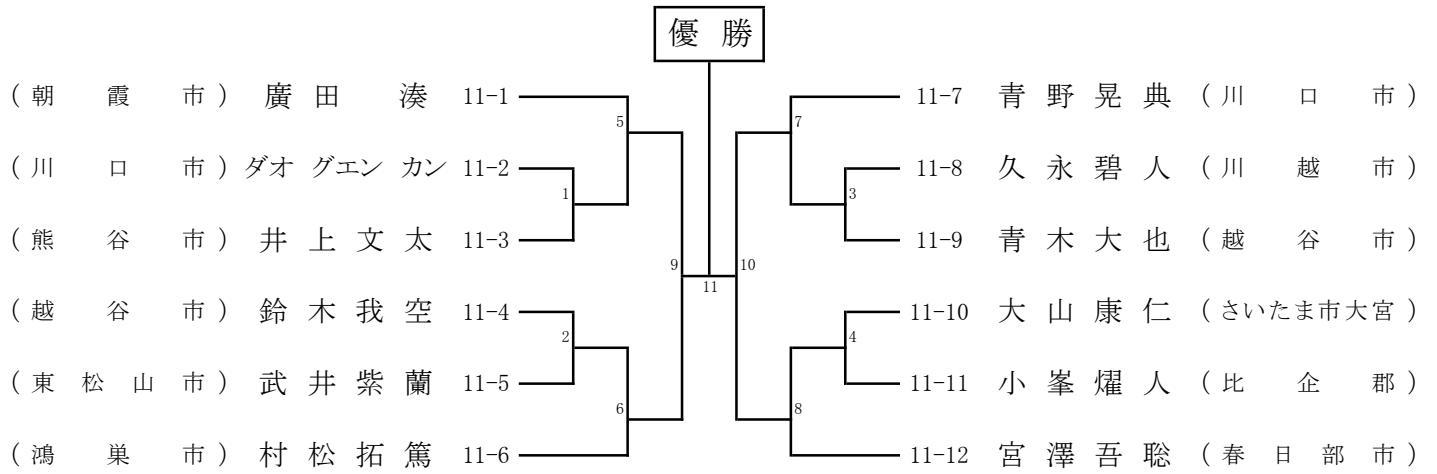 優勝
(朝霞市) 廣田 湊 11-1 11-7 青野晃典 (川口市)
5 7
(川口市) ダオ グエン カン 11-2 11-8 久永碧人 (川越市)
1 3
(熊谷市) 井上文太 11-3 11-9 青木大也 (越谷市)
9 10
11
(越谷市) 鈴木我空 11-4 11-10 大山康仁 (さいたま市大宮)
2 4
(東松山市) 武井紫蘭 11-5 11-11 小峯燿人 (比企郡)
6 8
(鴻巣市) 村松拓篤 11-6 11-12 宮澤吾聡 (春日部市)